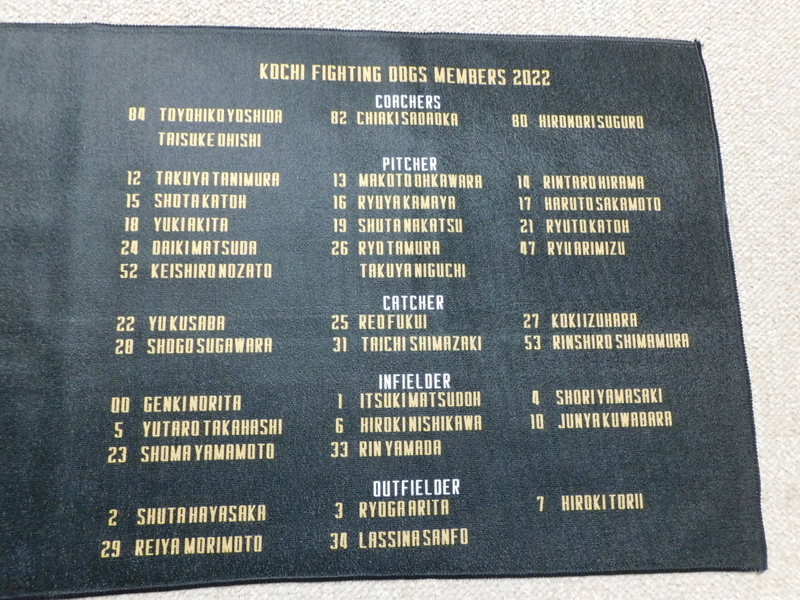 KOCHI FIGHTING DOGS MEMBERS 2022
COACHERS
84 TOYOHIKO YOSHIDA 82 CHIAKI SADAOKA 80 HIRONORI SUGURO
TAISUKE OHISHI
PITCHER
12 TAKUYA TANIMURA 13 MAKOTO OHKAWARA 14 RINTARO HIRAMA
15 SHOTA KATOH 16 RYUYA KAMAYA 17 HARUTO SAKAMOTO
18 YUKI AKITA 19 SHUTA NAKATSU 21 RYUTO KATOH
24 DAIKI MATSUDA 26 RYO TAMURA 47 RYU ARIMIZU
52 KEISHIRO NOZATO TAKUYA NIGUCHI
CATCHER
22 YU KUSABA 25 REO FUKUI 27 KOKI IZUHARA
28 SHOGO SUGAWARA 31 TAICHI SHIMAZAKI 53 RINSHIRO SHIMAMURA
INFIELDER
00 GENKI NORITA 1 ITSUKI MATSUDOH 4 SHORI YAMASAKI
5 YUTARO TAKAHASHI 6 HIROKI NISHIKAWA 10 JUNYA KUWABARA
23 SHOMA YAMAMOTO 33 RIN YAMADA
OUTFIELDER
2 SHUTA HAYASAKA 3 RYOGA ARITA 7 HIROKI TORII
29 REIYA MORIMOTO 34 LASSINA SANFO